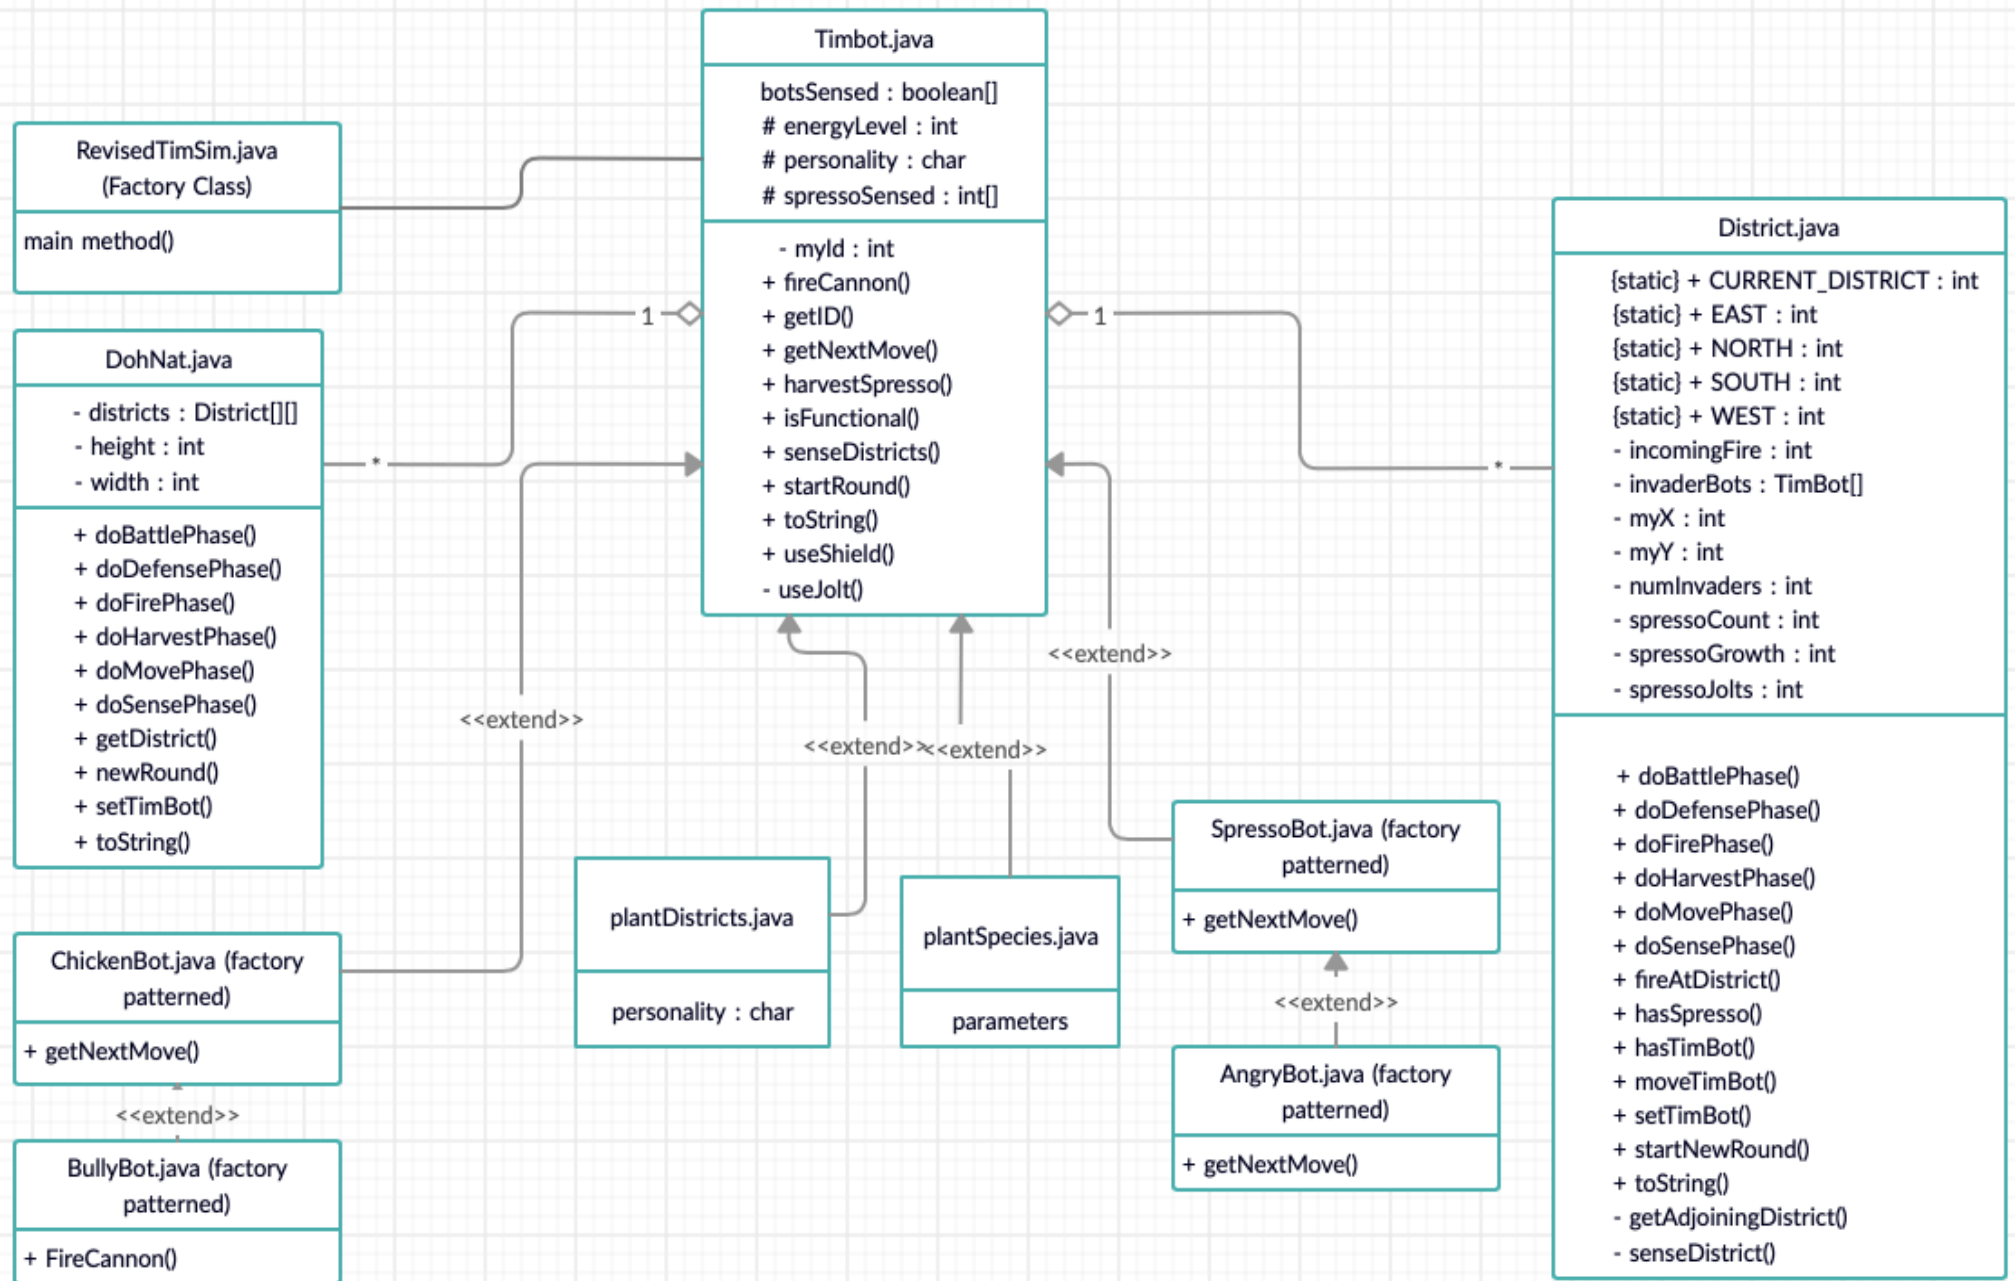 Timbot.java
botsSensed : boolean[]
# energyLevel : int
# personality : char
# spressoSensed : int[]
- myId : int
+ fireCannon()
+ getID()
+ getNextMove()
+ harvestSpresso()
+ isFunctional()
+ senseDistricts()
+ startRound()
+ toString()
+ useShield()
- useJolt()
RevisedTimSim.java
(Factory Class)
main method()
1
*
DohNat.java
- districts : District[][]
- height : int
- width : int
+ doBattlePhase()
+ doDefensePhase()
+ doFirePhase()
+ doHarvestPhase()
+ doMovePhase()
+ doSensePhase()
+ getDistrict()
+ newRound()
+ setTimBot()
+ toString()
1
*
District.java
{static} + CURRENT_DISTRICT : int
{static} + EAST : int
{static} + NORTH : int
{static} + SOUTH : int
{static} + WEST : int
- incomingFire : int
- invaderBots : TimBot[]
- myX : int
- myY : int
- numInvaders : int
- spressoCount : int
- spressoGrowth : int
- spressoJolts : int
+ doBattlePhase()
+ doDefensePhase()
+ doFirePhase()
+ doHarvestPhase()
+ doMovePhase()
+ doSensePhase()
+ fireAtDistrict()
+ hasSpresso()
+ hasTimBot()
+ moveTimBot()
+ setTimBot()
+ startNewRound()
+ toString()
- getAdjoiningDistrict()
- senseDistrict()
<<extend>>
<<extend>>
<<extend>>
<<extend>>
ChickenBot.java (factory
patterned)
+ getNextMove()
<<extend>>
BullyBot.java (factory
patterned)
+ FireCannon()
plantDistricts.java
personality : char
plantSpecies.java
parameters
SpressoBot.java (factory
patterned)
+ getNextMove()
<<extend>>
AngryBot.java (factory
patterned)
+ getNextMove()